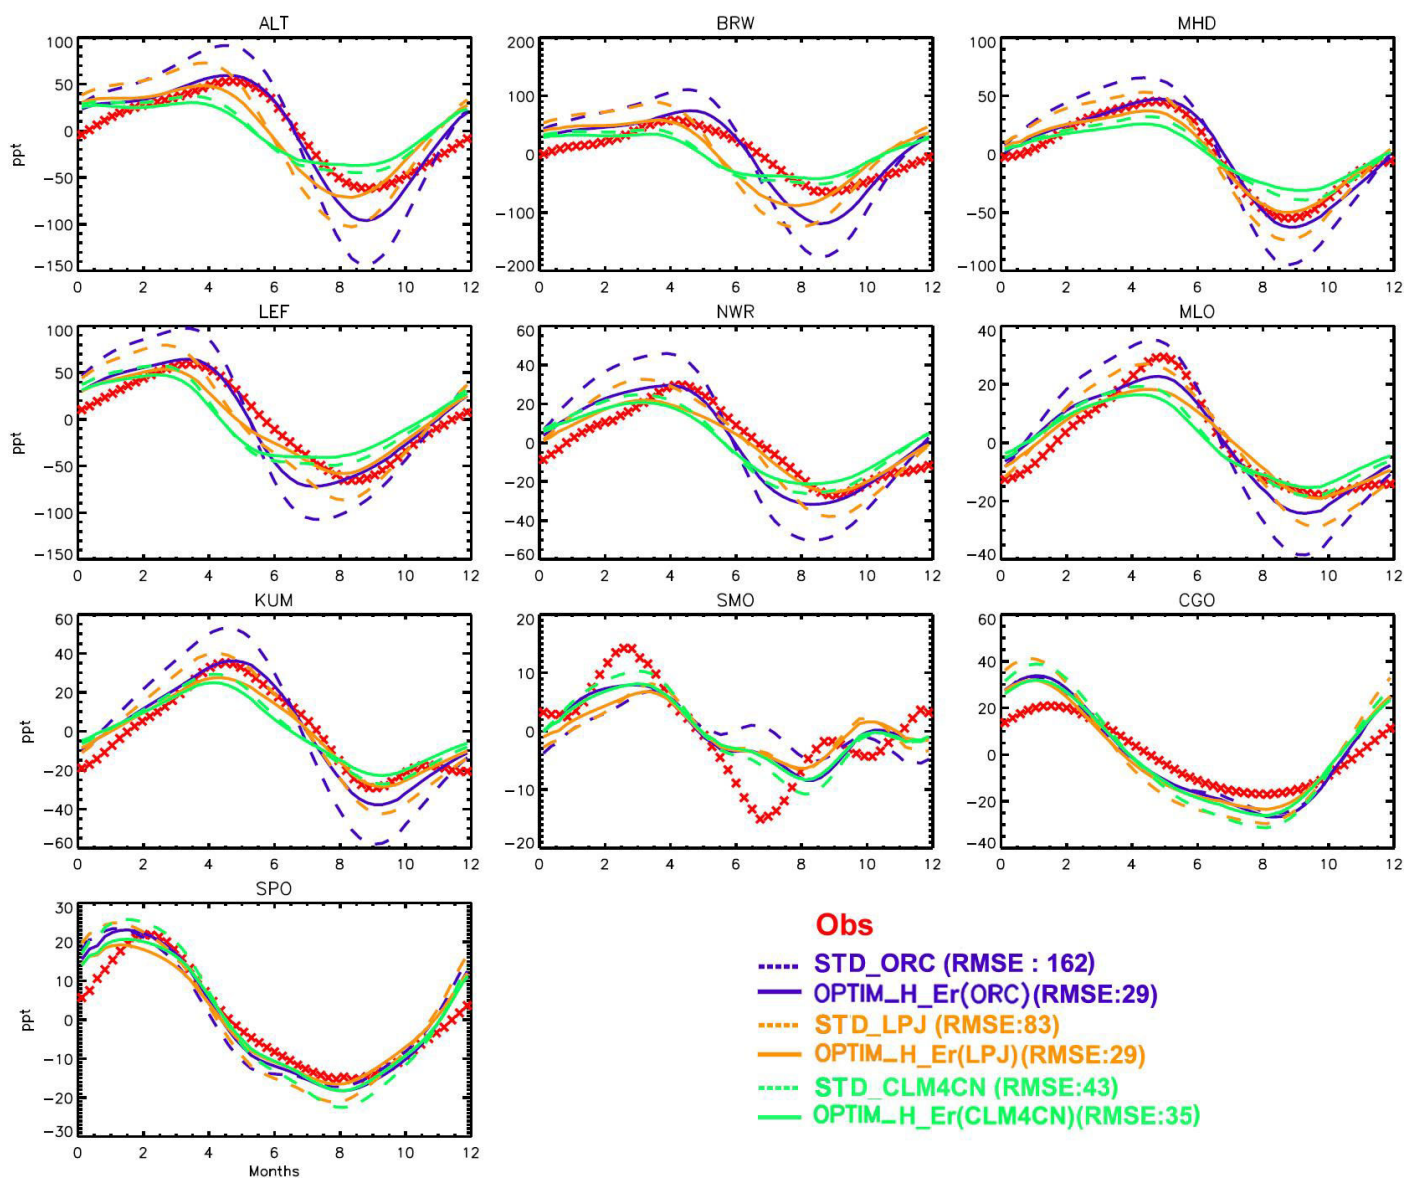 ALT
100
50
0
−50
−100
−150
ppt
0 2 4 6 8 10 12
BRW
200
100
0
−100
−200
0 2 4 6 8 10 12
MHD
100
50
0
−50
−100
0 2 4 6 8 10 12
LEF
100
50
0
−50
−100
−150
ppt
0 2 4 6 8 10 12
NWR
60
40
20
0
−20
−40
−60
0 2 4 6 8 10 12
MLO
40
20
0
−20
−40
0 2 4 6 8 10 12
KUM
60
40
20
0
−20
−40
−60
ppt
0 2 4 6 8 10 12
SMO
20
10
0
−10
−20
0 2 4 6 8 10 12
CGO
60
40
20
0
−20
−40
0 2 4 6 8 10 12
SPO
30
20
10
0
−10
−20
−30
ppt
0 2 4 6 8 10 12
Months
Obs
STD_ORC (RMSE : 162)
OPTIM_H_Er(ORC)(RMSE:29)
STD_LPJ (RMSE:83)
OPTIM_H_Er(LPJ)(RMSE:29)
STD_CLM4CN (RMSE:43)
OPTIM_H_Er(CLM4CN)(RMSE:35)